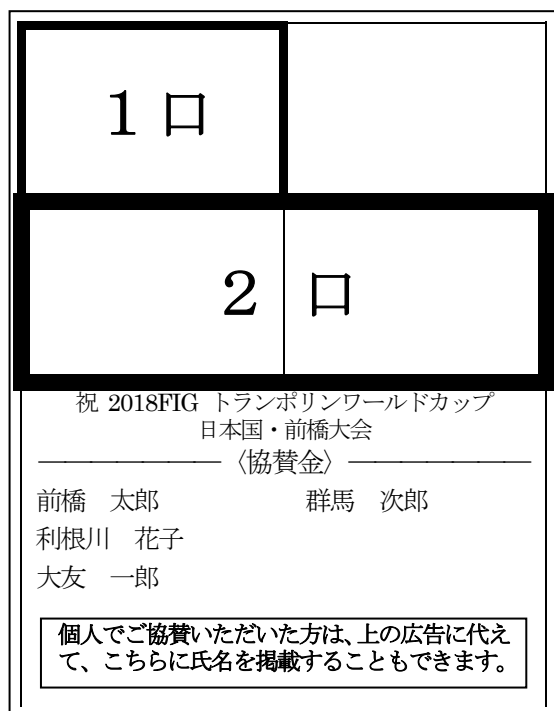 １口
２口
祝 2018FIG トランポリンワールドカップ
日本国・前橋大会
――――――――〈協賛金〉――――――――
前橋　太郎　　　　　　群馬　次郎
利根川　花子
大友　一郎
個人でご協賛いただいた方は、上の広告に代え
て、こちらに氏名を掲載することもできます。